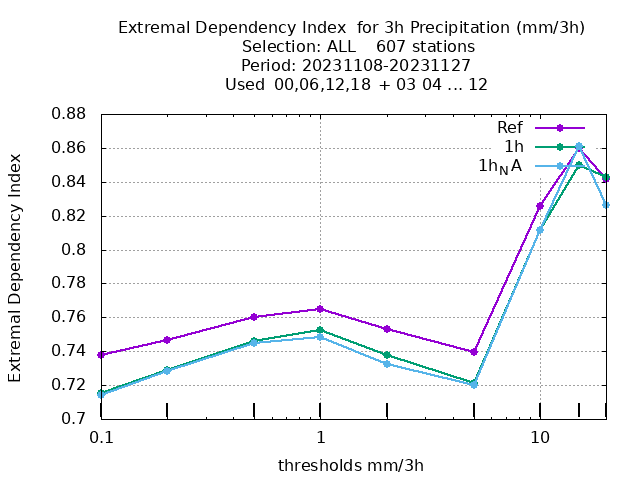 Extremal Dependency Index  for 3h Precipitation (mm/3h)
Selection: ALL    607 stations
Period: 20231108-20231127
Used  00,06,12,18  + 03 04 ... 12
Ref
1h
1h_NA
Extremal Dependency Index
0.88
0.86
0.84
0.82
0.8
0.78
0.76
0.74
0.72
0.7
0.1 1 10
thresholds mm/3h